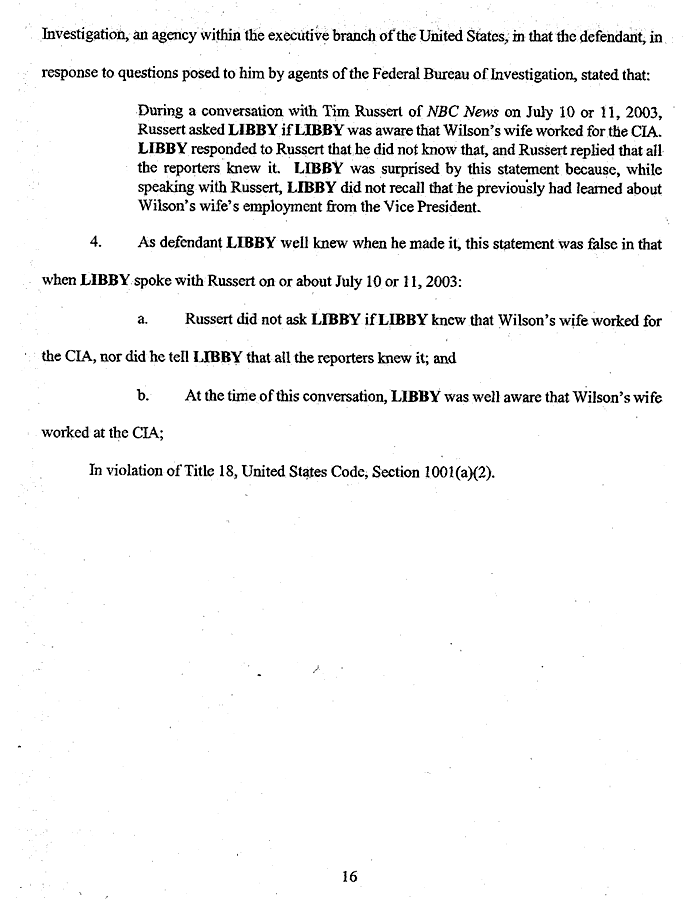 Investigation, an agency within the executive branch of the United States, in that the defendant, in
response to questions posed to him by agents of the Federal Bureau of Investigation, stated that:
During a conversation with Tim Russert of NBC News on July 10 or 11, 2003,
Russert asked LIBBY if LIBBY was aware that Wilson's wife worked for the CIA.
LIBBY responded to Russert that he did not know that, and Russert replied that all
the reporters knew it. LIBBY was surprised by this statement because, while
speaking with Russert, LIBBY did not recall that he previously had learned about
Wilson's wife's employment from the Vice President.
4. As defendant LIBBY well knew when he made it, this statement was false in that
when LIBBY spoke with Russert on or about July 10 or 11, 2003:
a. Russert did not ask LIBBY if LIBBY knew that Wilson's wife worked for
the CIA, nor did he tell LIBBY that all the reporters knew it; and
b. At the time of this conversation, LIBBY was well aware that Wilson's wife
worked at the CIA;
In violation of Title 18, United States Code, Section 1001(a)(2).
16